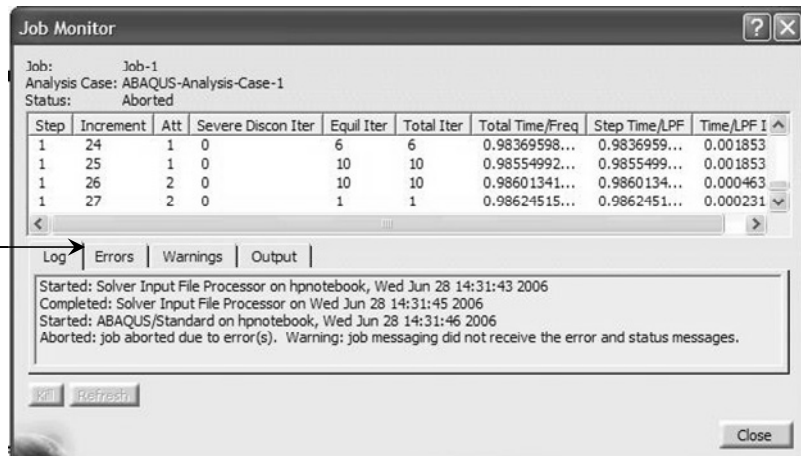 Job Monitor
Job: Job-1
Analysis Case: ABAQUS-Analysis-Case-1
Status: Aborted
Step Increment Att Severe Discon Iter Equil Iter Total Iter Total Time/Freq Step Time/LPF Time/LPF I
1 24 1 0 6 6 0.98369598... 0.9836959... 0.001853
1 25 1 0 10 10 0.98554992... 0.9855499... 0.001853
1 26 2 0 10 10 0.98601341... 0.9860134... 0.000463
1 27 2 0 1 1 0.98624515... 0.9862451... 0.000231
Log Errors Warnings Output
Started: Solver Input File Processor on hpnotebook, Wed Jun 28 14:31:43 2006
Completed: Solver Input File Processor on Wed Jun 28 14:31:45 2006
Started: ABAQUS/Standard on hpnotebook, Wed Jun 28 14:31:46 2006
Aborted: job aborted due to error(s). Warning: job messaging did not receive the error and status messages.
Kill Refresh
Close